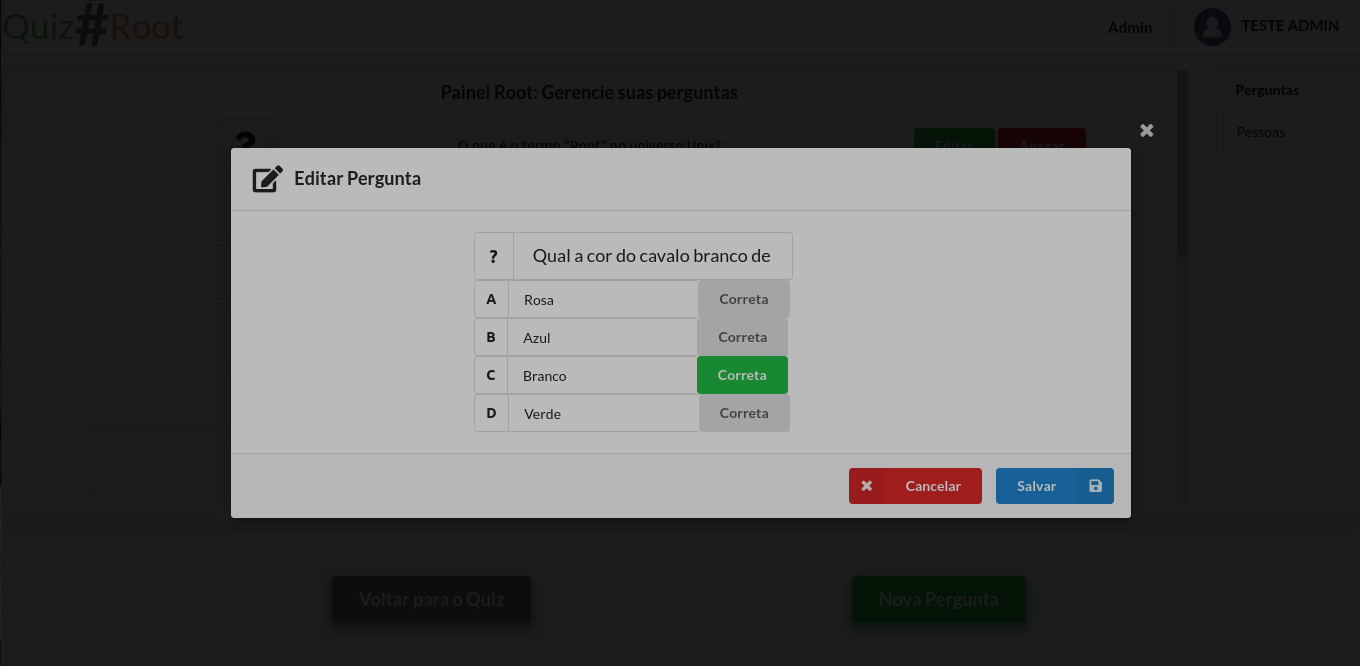 Quiz#Root
Admin
TESTE ADMIN
Painel Root: Gerencie suas perguntas
Perguntas
?
O que é o termo "Root" no universo Unix?
Editar
Apagar
Pessoas
Editar Pergunta
? Qual a cor do cavalo branco de
A Rosa Correta
B Azul Correta
C Branco Correta
D Verde Correta
Cancelar
Salvar
Voltar para o Quiz
Nova Pergunta